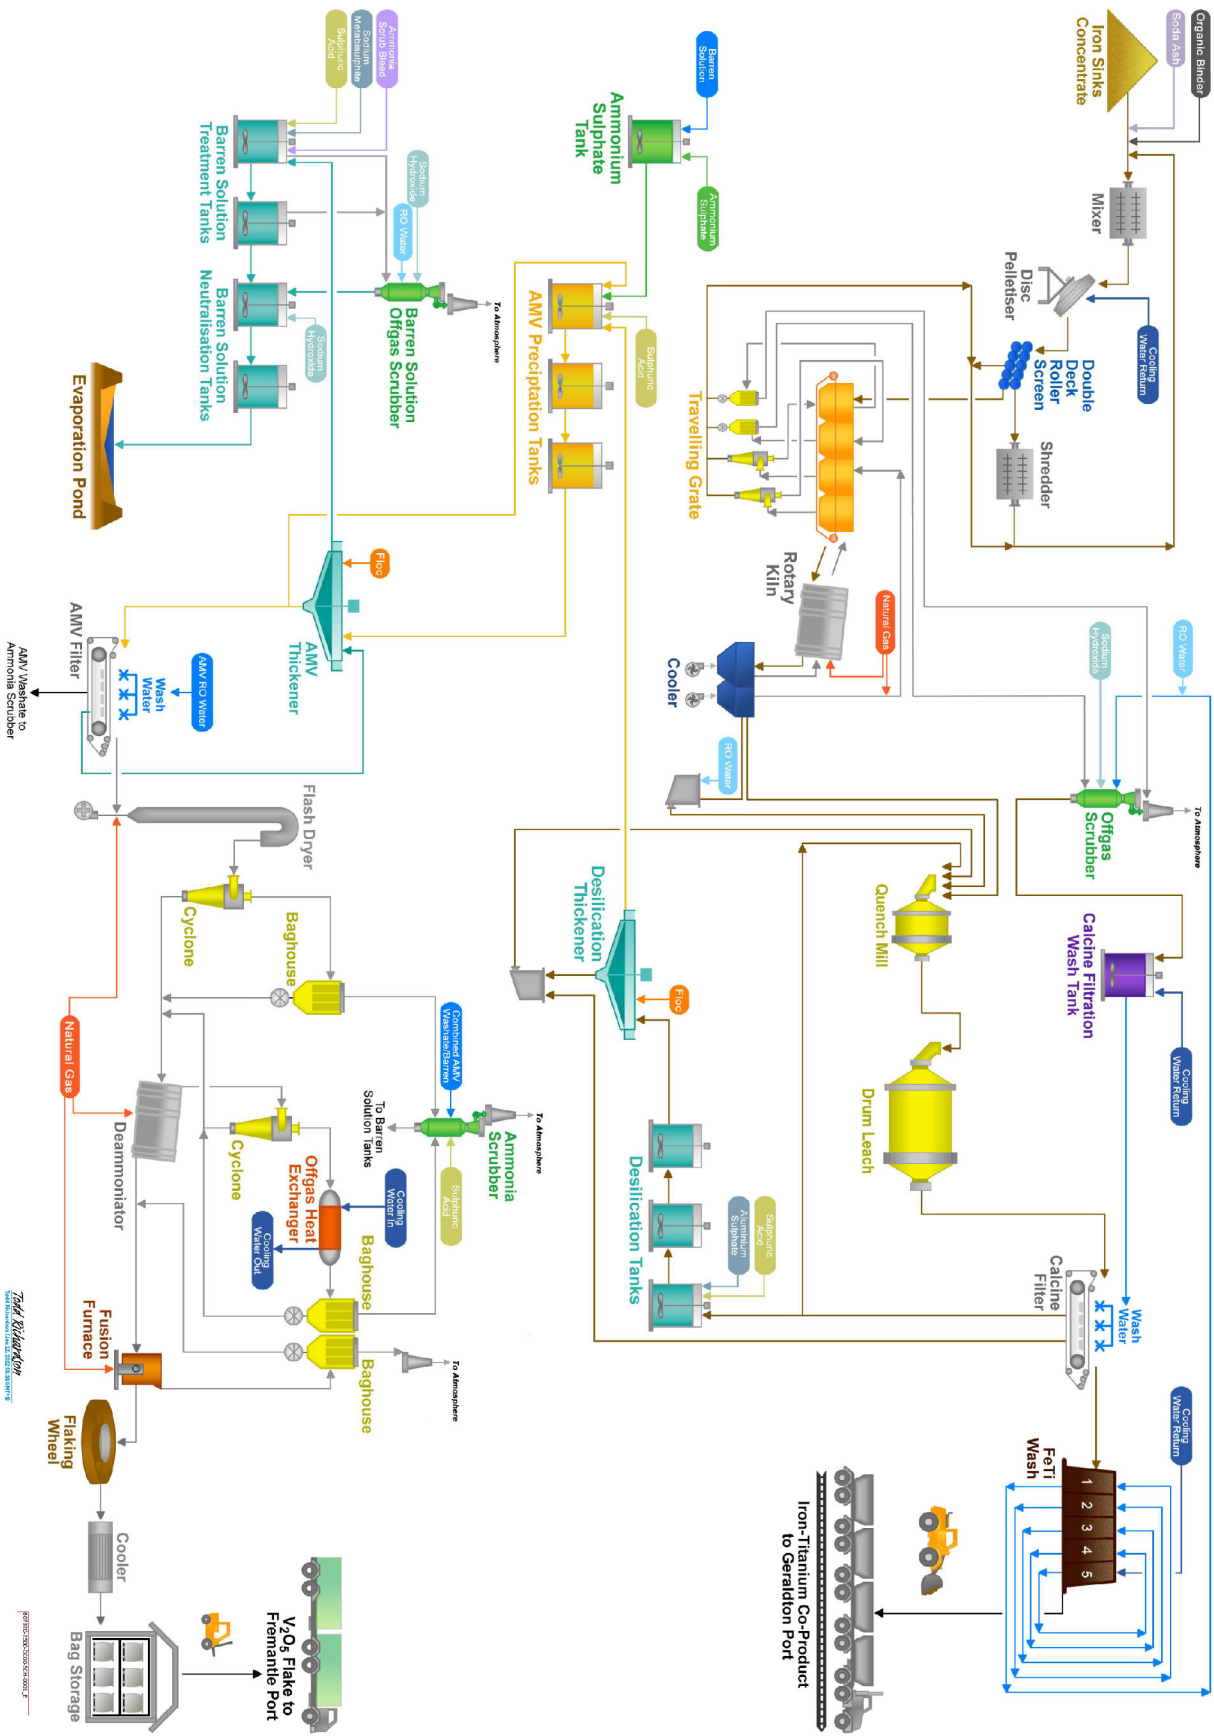 Organic Binder
Soda Ash
Iron Sinks
Concentrate
Mixer
Disc
Pelletiser
Cooling
Water Return
Double
Deck
Roller
Screen
Shredder
Travelling Grate
Rotary
Kiln
Natural Gas
Cooler
RO Water
RO Water
Sodium
Hydroxide
To Atmosphere
Offgas
Scrubber
Calcine Filtration
Wash Tank
Cooling
Water Return
Quench Mill
Drum Leach
Calcine
Filter
Wash
Water
FeTi
Wash
1
2
3
4
5
Cooling
Water Return
Iron-Titanium Co-Product
to Geraldton Port
Barren
Solution
Ammonium
Sulphate
Ammonium
Sulphate
Tank
Sulphuric
Acid
AMV Preciptation Tanks
Desilication
Thickener
Floc
Desilication Tanks
Aluminium
Sulphate
Sulphuric
Acid
Sulphuric
Acid
Sodium
Metabisulphite
Ammonia
Scrub Bleed
Barren Solution
Treatment Tanks
Sodium
Hydroxide
RO Water
To Atmosphere
Barren Solution
Offgas Scrubber
Barren Solution
Neutralisation Tanks
Sodium
Hydroxide
Evaporation Pond
Floc
AMV
Thickener
AMV RO Water
Wash
Water
AMV Filter
AMV Washate to
Ammonia Scrubber
Flash Dryer
Cyclone
Baghouse
Combined AMV
Washate/Barren
To Atmosphere
Ammonia
Scrubber
Sulphuric
Acid
To Barren
Solution Tanks
Natural Gas
Deammoniator
Cyclone
Offgas Heat
Exchanger
Cooling
Water In
Cooling
Water Out
Baghouse
Baghouse
To Atmosphere
Fusion
Furnace
Flaking
Wheel
Cooler
Bag Storage
V₂O₅ Flake to
Fremantle Port
Todd Richardson